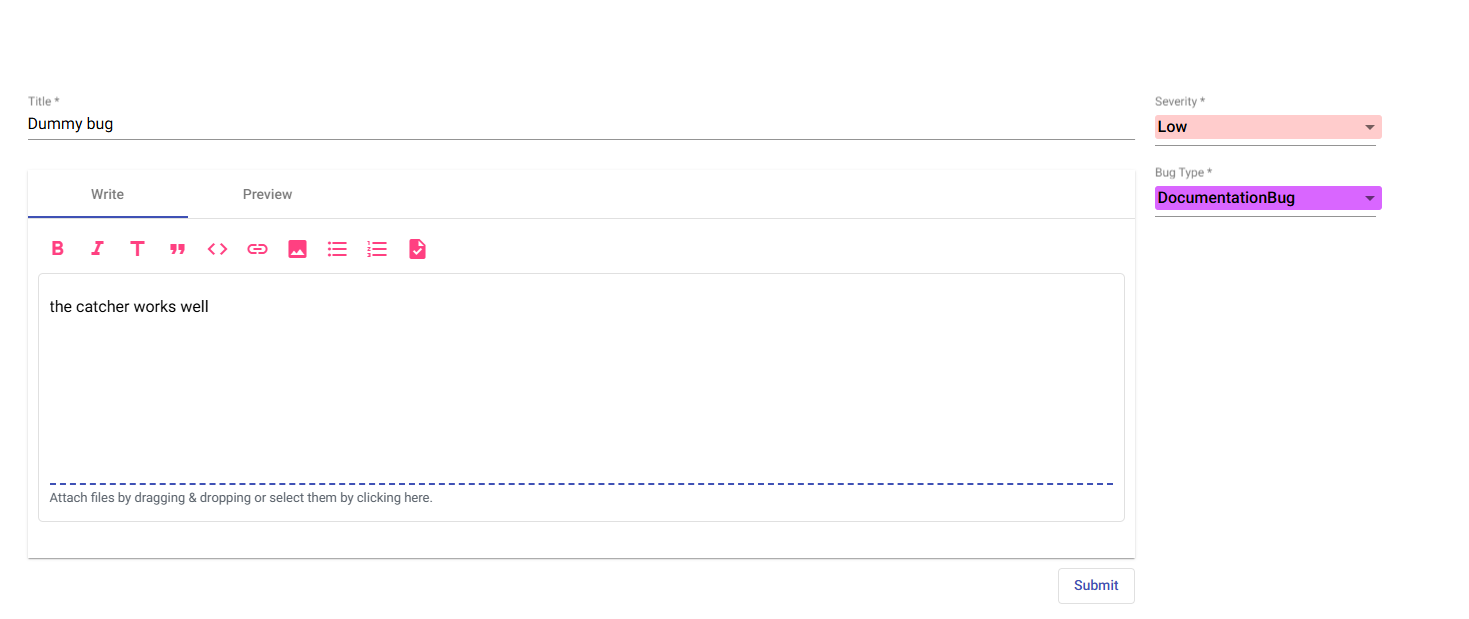 Title *
Dummy bug
Severity *
Low
Bug Type *
DocumentationBug
Write
Preview
the catcher works well
Attach files by dragging & dropping or select them by clicking here.
Submit